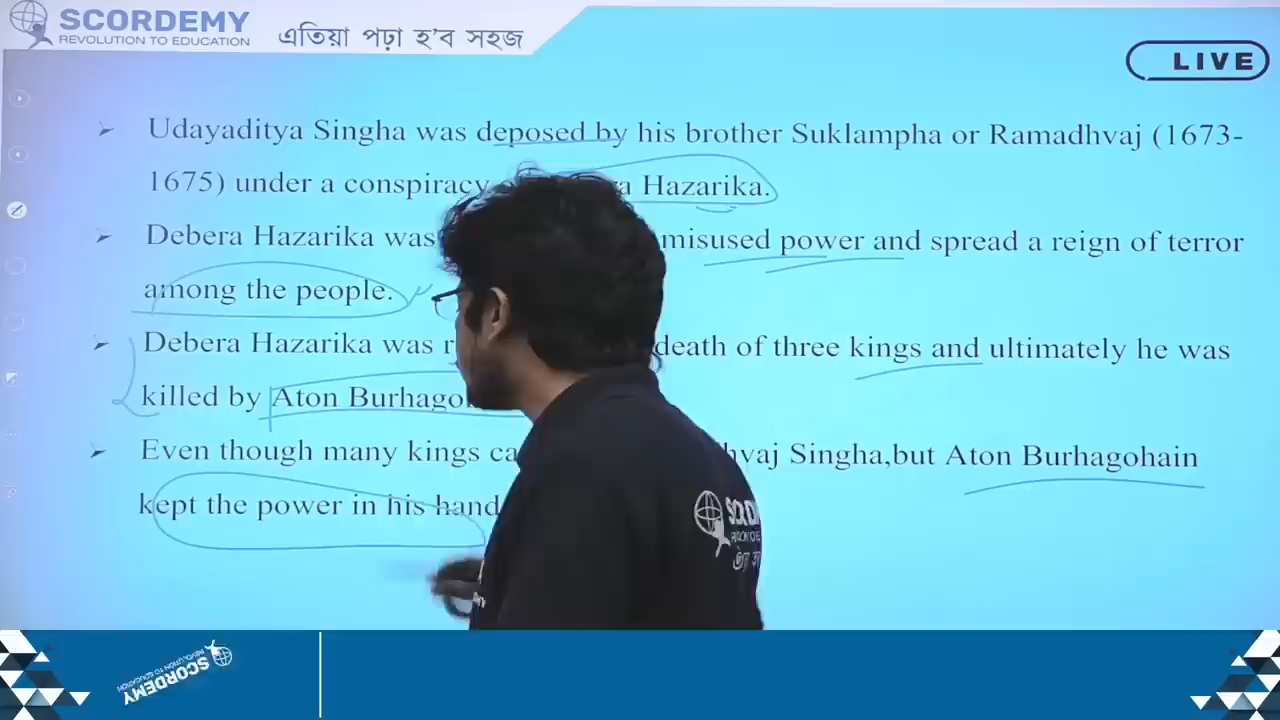 SCORDEMY
REVOLUTION TO EDUCATION
এতিয়া পঢ়া হ'ব সহজ
LIVE
Udayaditya Singha was deposed by his brother Suklampha or Ramadhvaj (1673-
1675) under a conspiracy Hazarika.
Debera Hazarika was misused power and spread a reign of terror
among the people.
Debera Hazarika was death of three kings and ultimately he was
killed by Aton
Even though many kings Singha,but Aton Burhagohain
kept the power in his hand
SCORDEMY
REVOLUTION TO EDUCATION